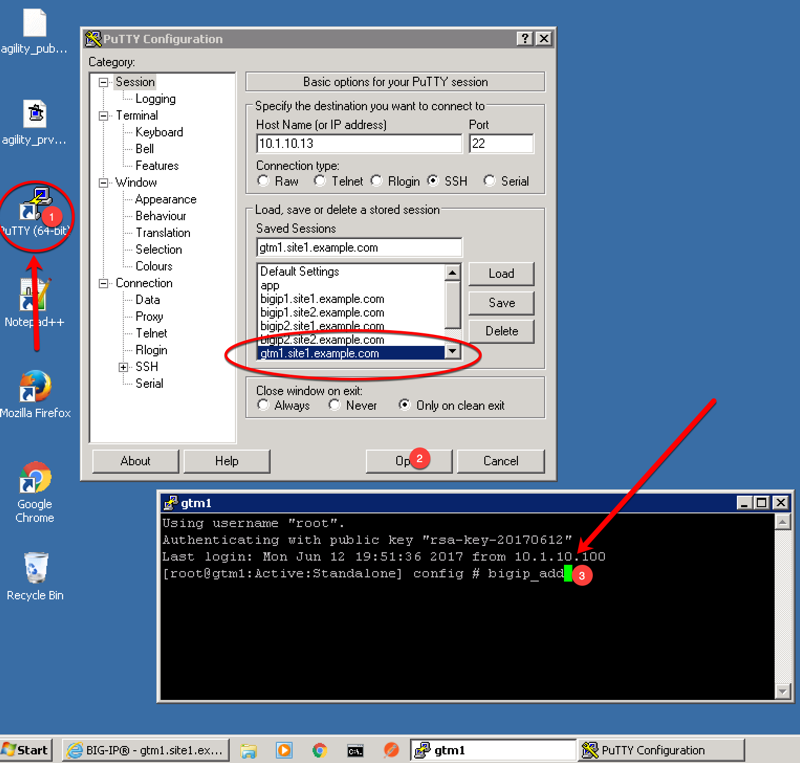 agility_pub...
agility_prv...
1
PuTTY (64-bit)
Notepad++
Mozilla Firefox
Google
Chrome
Recycle Bin
PuTTY Configuration
Category:
Session
Logging
Terminal
Keyboard
Bell
Features
Window
Appearance
Behaviour
Translation
Selection
Colours
Connection
Data
Proxy
Telnet
Rlogin
SSH
Serial
Basic options for your PuTTY session
Specify the destination you want to connect to
Host Name (or IP address) Port
10.1.10.13 22
Connection type:
Raw Telnet Rlogin SSH Serial
Load, save or delete a stored session
Saved Sessions
gtm1.site1.example.com
Default Settings
app
bigip1.site1.example.com
bigip1.site2.example.com
bigip2.site1.example.com
bigip2.site2.example.com
gtm1.site1.example.com
Load
Save
Delete
Close window on exit:
Always Never Only on clean exit
About Help Op 2 Cancel
gtm1
Using username "root".
Authenticating with public key "rsa-key-20170612"
Last login: Mon Jun 12 19:51:36 2017 from 10.1.10.100
[root@gtm1:Active:Standalone] config # bigip_add
3
Start BIG-IP® - gtm1.site1.ex... C:\ gtm1 PuTTY Configuration